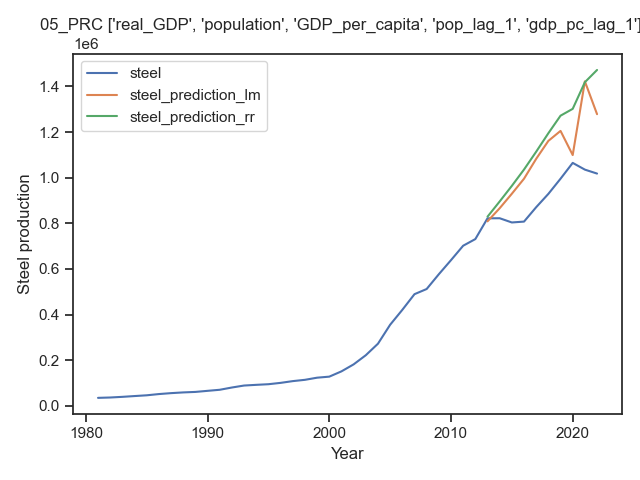 05_PRC ['real_GDP', 'population', 'GDP_per_capita', 'pop_lag_1', 'gdp_pc_lag_1']
1e6
steel
steel_prediction_lm
steel_prediction_rr
1.4
1.2
1.0
0.8
0.6
0.4
0.2
0.0
Steel production
1980 1990 2000 2010 2020
Year